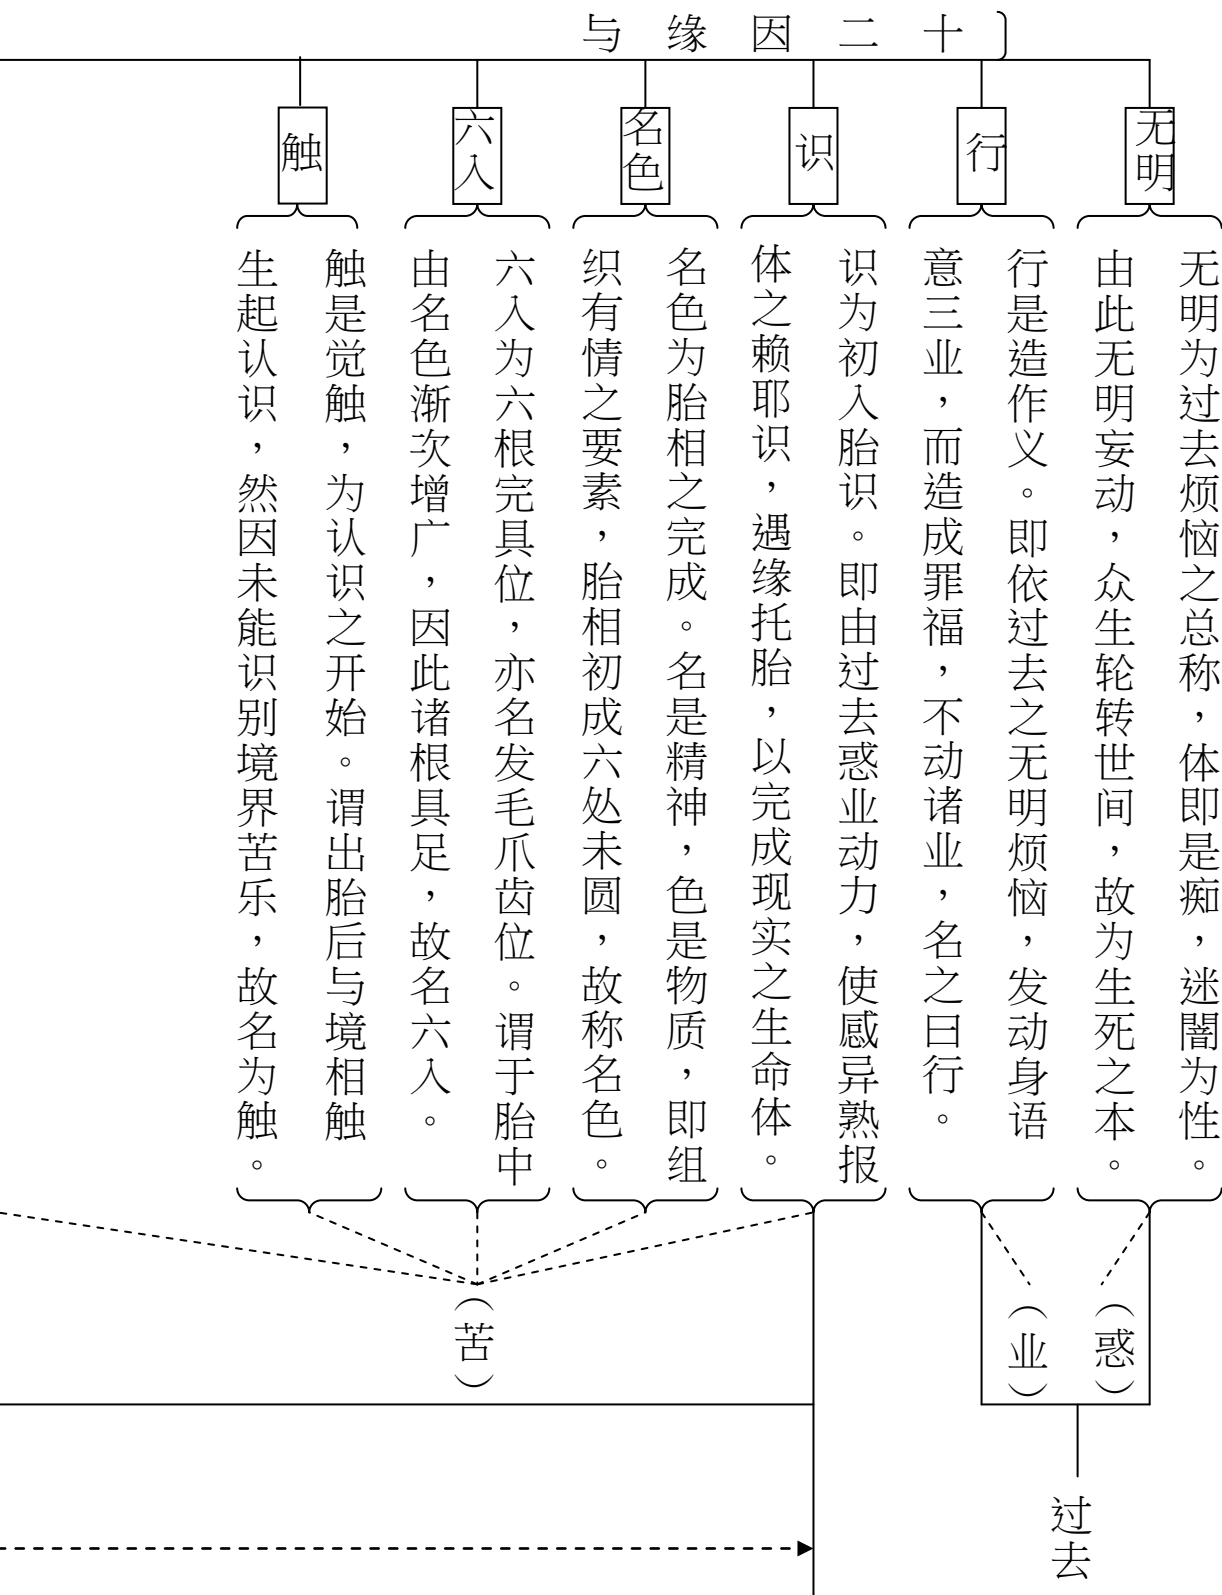 十二因缘与
无明
无明为过去烦恼之总称，体即是痴，迷闇为性。
由此无明妄动，众生轮转世间，故为生死之本。
行
行是造作义。即依过去之无明烦恼，发动身语
意三业，而造成罪福，不动诸业，名之曰行。
识
识为初入胎识。即由过去惑业动力，使感异熟报
体之赖耶识，遇缘托胎，以完成现实之生命体。
名色
名色为胎相之完成。名是精神，色是物质，即组
织有情之要素，胎相初成六处未圆，故称名色。
六入
六入为六根完具位，亦名发毛爪齿位。谓于胎中
由名色渐次增广，因此诸根具足，故名六入。
触
触是觉触，为认识之开始。谓出胎后与境相触
生起认识，然因未能识别境界苦乐，故名为触。
（惑）
（业）
（苦）
过去